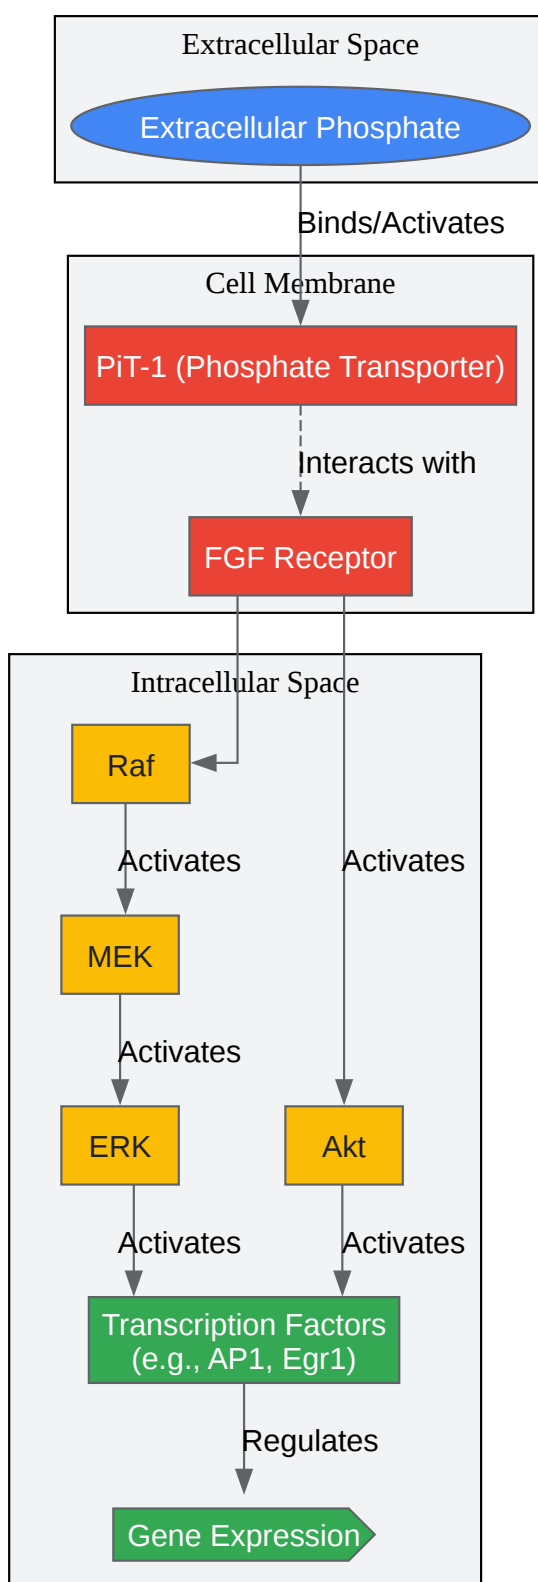 Extracellular Space
Extracellular Phosphate
Binds/Activates
Cell Membrane
PiT-1 (Phosphate Transporter)
Interacts with
FGF Receptor
Intracellular Space
Raf
Activates
Activates
MEK
Activates
ERK
Akt
Activates
Activates
Transcription Factors
(e.g., AP1, Egr1)
Regulates
Gene Expression